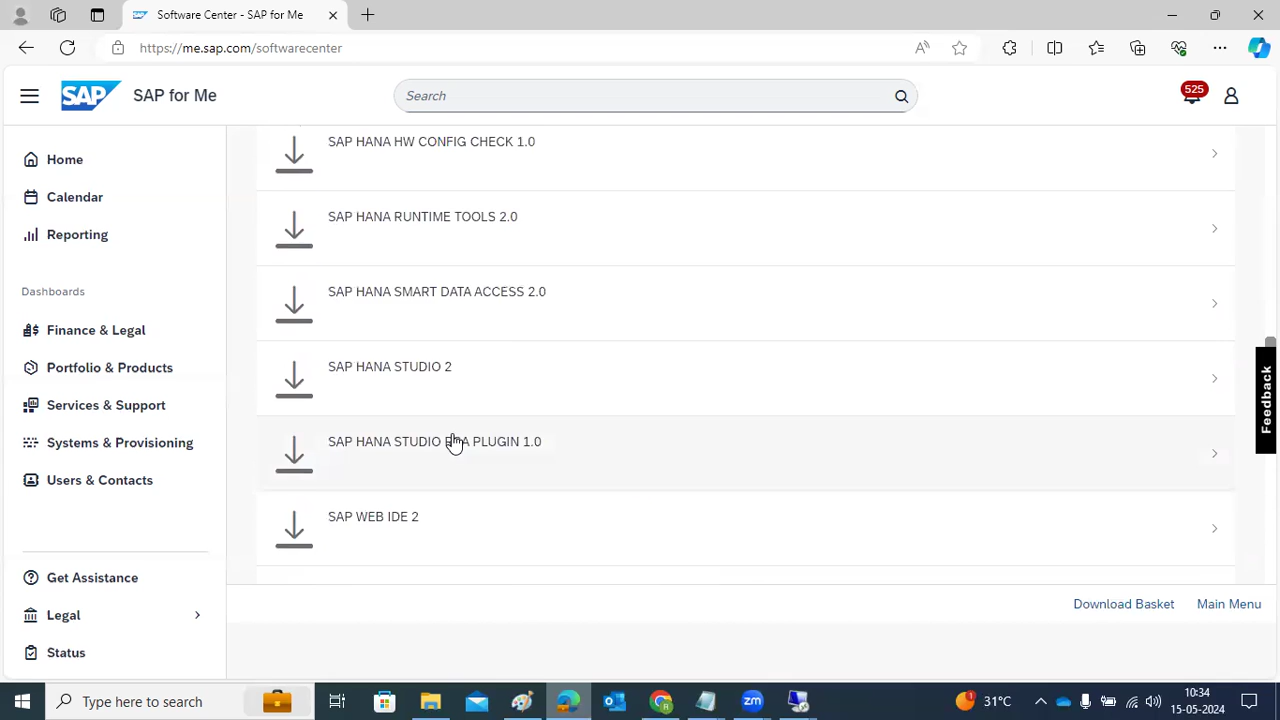 Software Center - SAP for Me
https://me.sap.com/softwarecenter
SAP
SAP for Me
Search
525
Home
Calendar
Reporting
Dashboards
Finance & Legal
Portfolio & Products
Services & Support
Systems & Provisioning
Users & Contacts
Get Assistance
Legal
Status
SAP HANA HW CONFIG CHECK 1.0
SAP HANA RUNTIME TOOLS 2.0
SAP HANA SMART DATA ACCESS 2.0
SAP HANA STUDIO 2
SAP HANA STUDIO PLUGIN 1.0
SAP WEB IDE 2
Feedback
Download Basket
Main Menu
Type here to search
1
31°C
10:34
15-05-2024